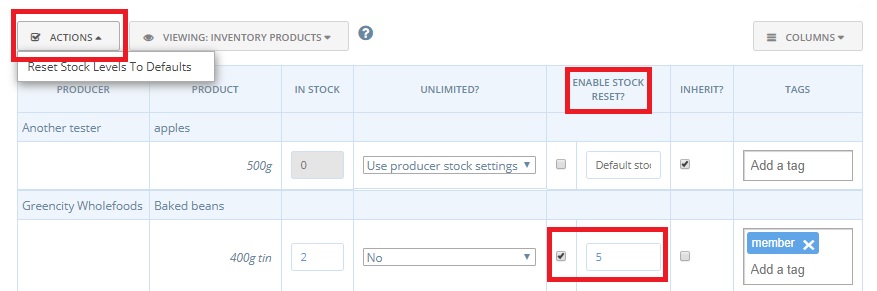 ACTIONS
VIEWING: INVENTORY PRODUCTS
?
COLUMNS
Reset Stock Levels To Defaults
PRODUCER PRODUCT IN STOCK UNLIMITED? ENABLE STOCK RESET? INHERIT? TAGS
Another tester apples
500g 0 Use producer stock settings Default sto Add a tag
Greencity Wholefoods Baked beans
member
400g tin 2 No 5
Add a tag